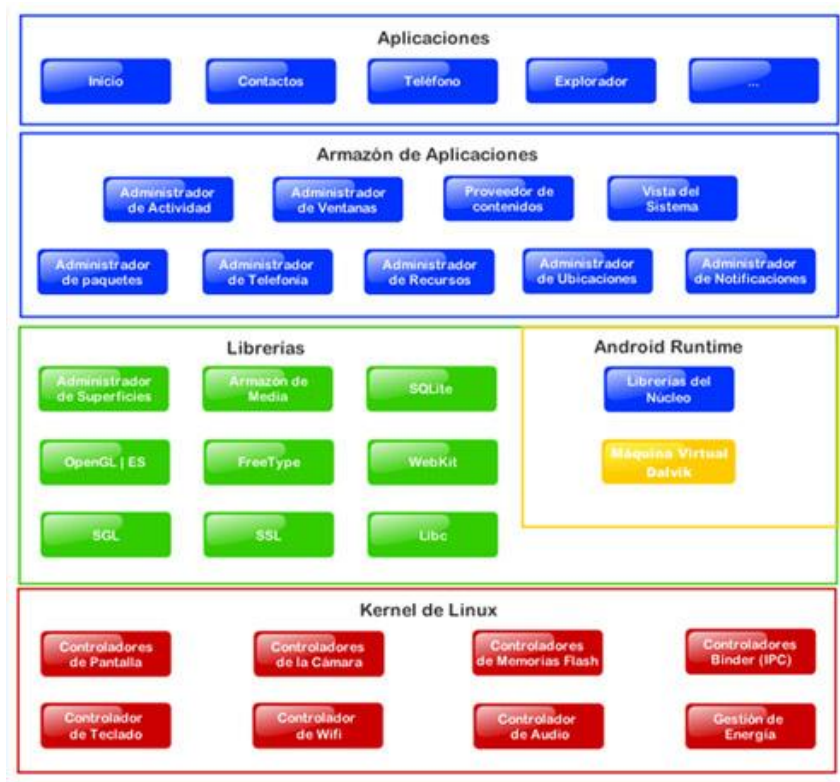 Aplicaciones
Inicio
Contactos
Teléfono
Explorador
...
Armazón de Aplicaciones
Administrador
de Actividad
Administrador
de Ventanas
Proveedor de
contenidos
Vista del
Sistema
Administrador
de paquetes
Administrador
de Telefonía
Administrador
de Recursos
Administrador
de Ubicaciones
Administrador
de Notificaciones
Librerías
Administrador
de Superficies
Armazón de
Media
SQLite
OpenGL | ES
FreeType
WebKit
SGL
SSL
Libc
Android Runtime
Librerías del
Núcleo
Máquina Virtual
Dalvik
Kernel de Linux
Controladores
de Pantalla
Controladores
de la Cámara
Controladores
de Memorias Flash
Controladores
Binder (IPC)
Controlador
de Teclado
Controlador
de Wifi
Controlador
de Audio
Gestión de
Energía